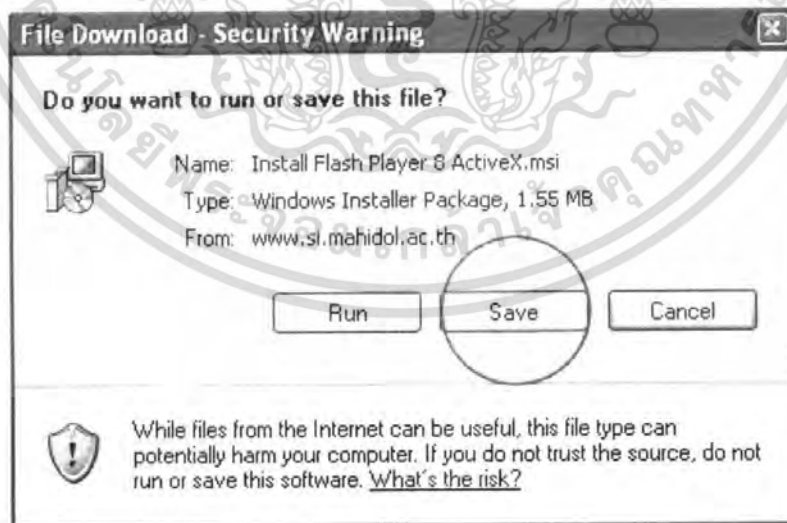 File Download - Security Warning
Do you want to run or save this file?
Name: Install Flash Player 8 ActiveX.msi
Type: Windows Installer Package, 1.55 MB
From: www.si.mahidol.ac.th
Run Save Cancel
While files from the Internet can be useful, this file type can
potentially harm your computer. If you do not trust the source, do not
run or save this software. What's the risk?